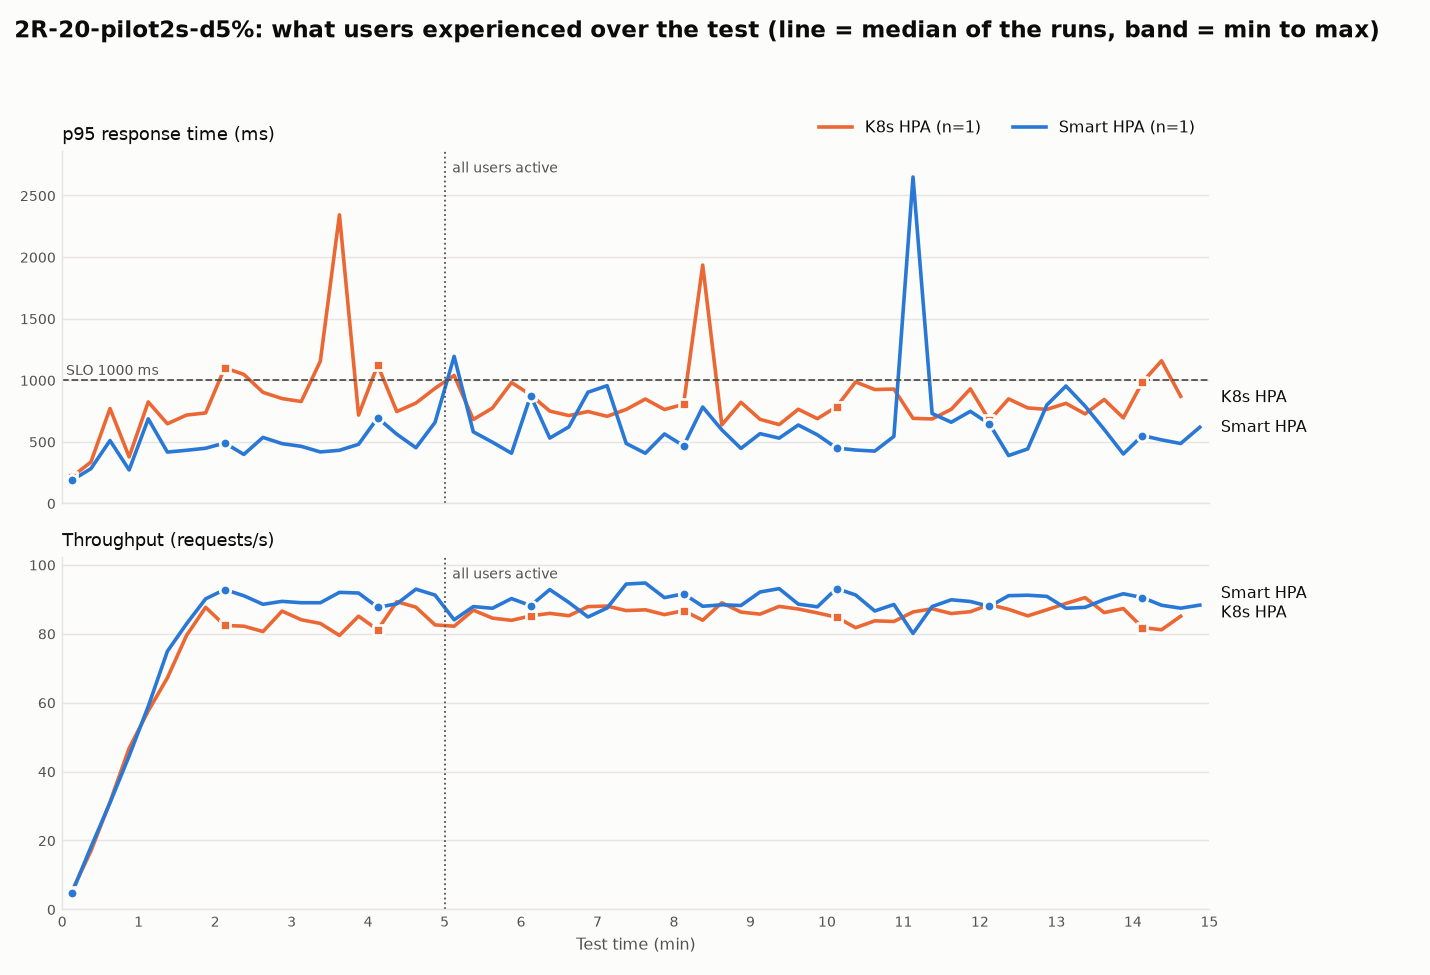 2R-20-pilot2s-d5%: what users experienced over the test (line = median of the runs, band = min to max)
p95 response time (ms)
K8s HPA (n=1)
Smart HPA (n=1)
all users active
2500
2000
1500
SLO 1000 ms
1000
K8s HPA
Smart HPA
500
0
Throughput (requests/s)
100
all users active
Smart HPA
K8s HPA
80
60
40
20
0
0 1 2 3 4 5 6 7 8 9 10 11 12 13 14 15
Test time (min)